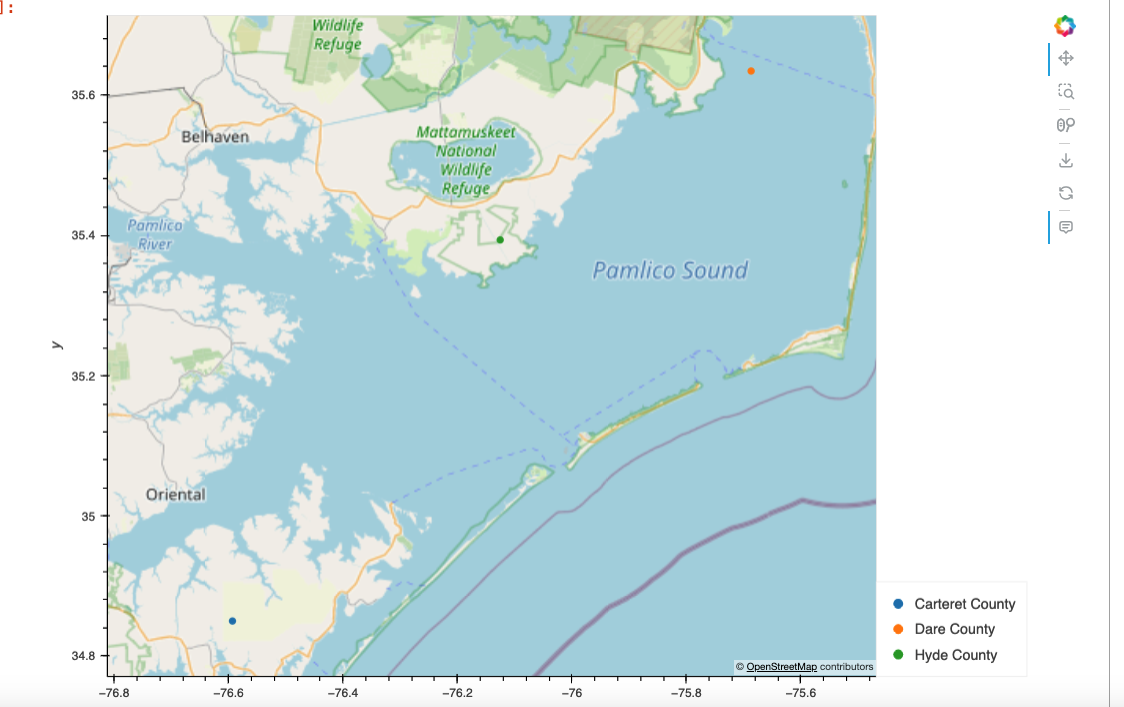 ]:
Wildlife
Refuge
35.6
Belhaven
Mattamuskeet
National
Wildlife
Refuge
Pamlico
River
35.4
Pamlico Sound
y
35.2
Oriental
35
34.8
Carteret County
Dare County
Hyde County
© OpenStreetMap contributors
−76.8 −76.6 −76.4 −76.2 −76 −75.8 −75.6